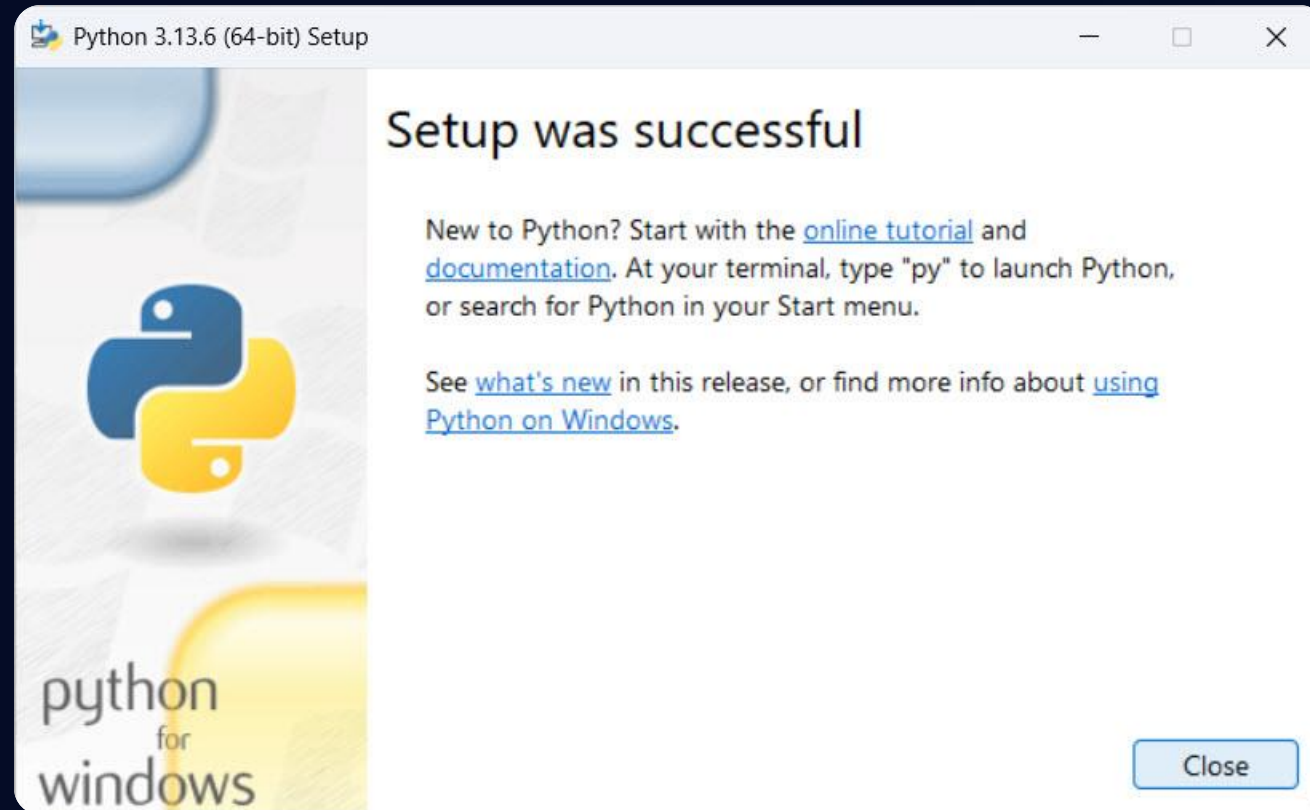 Python 3.13.6 (64-bit) Setup
Setup was successful
New to Python? Start with the online tutorial and
documentation. At your terminal, type "py" to launch Python,
or search for Python in your Start menu.
See what's new in this release, or find more info about using
Python on Windows.
python
for
windows
Close